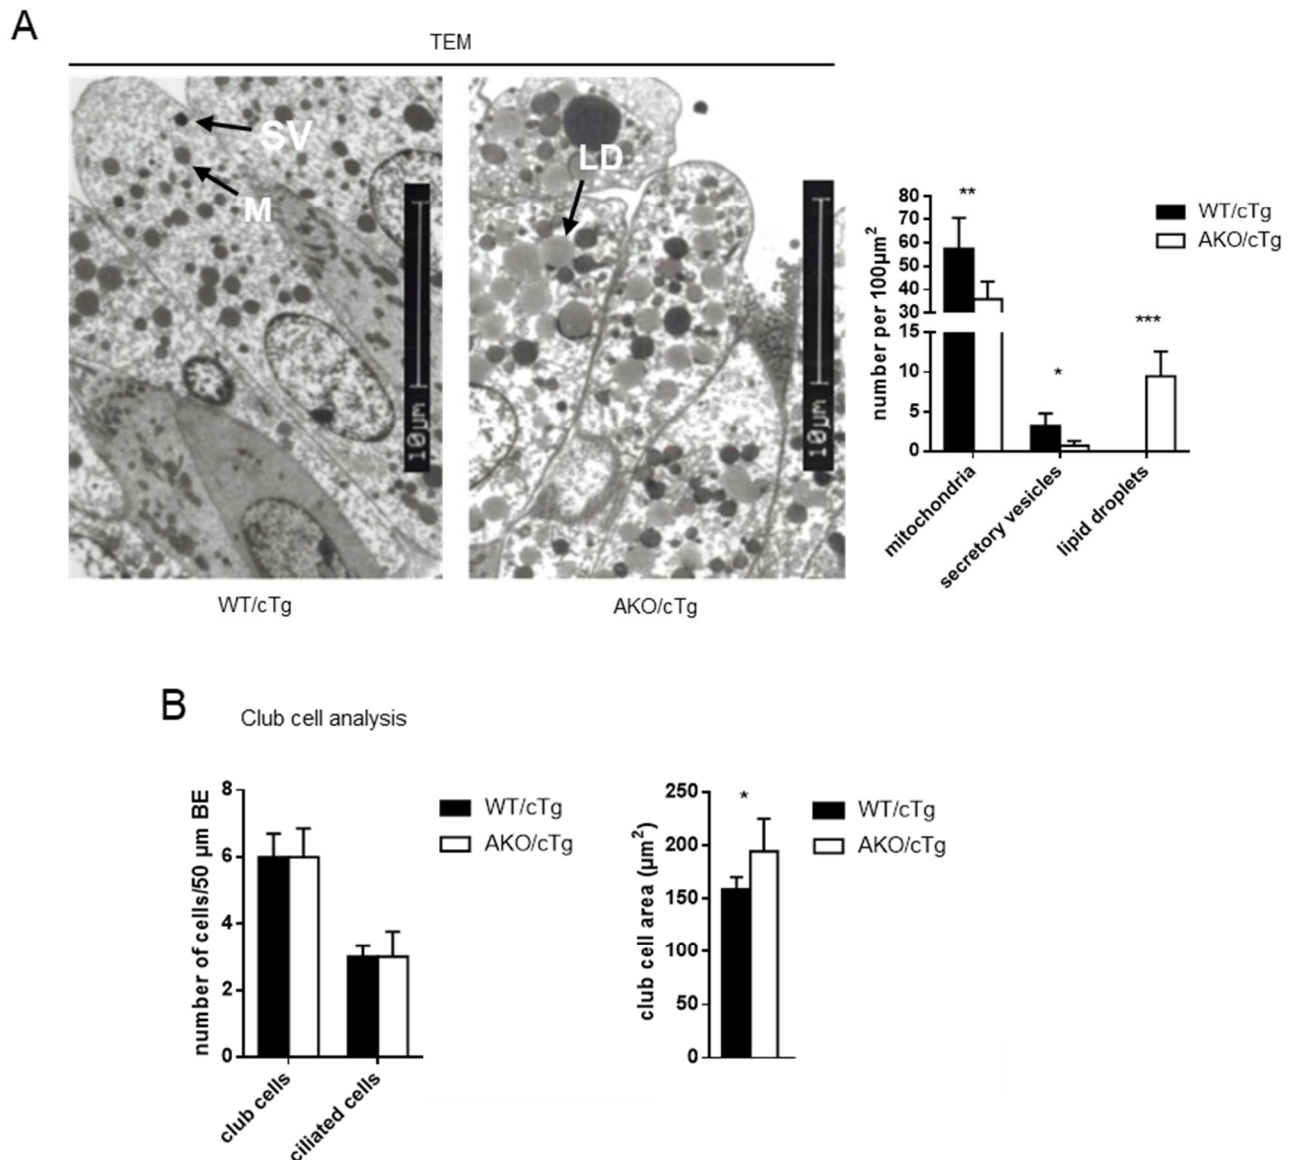 A
TEM
SV
M
10µm
WT/cTg
LD
10µm
AKO/cTg
number per 100µm²
80
70
60
50
40
30
15
10
5
0
**
*
***
mitochondria
secretory vesicles
lipid droplets
WT/cTg
AKO/cTg
B
Club cell analysis
number of cells/50 µm BE
8
6
4
2
0
club cells
ciliated cells
WT/cTg
AKO/cTg
club cell area (µm²)
250
200
150
100
50
0
*
WT/cTg
AKO/cTg